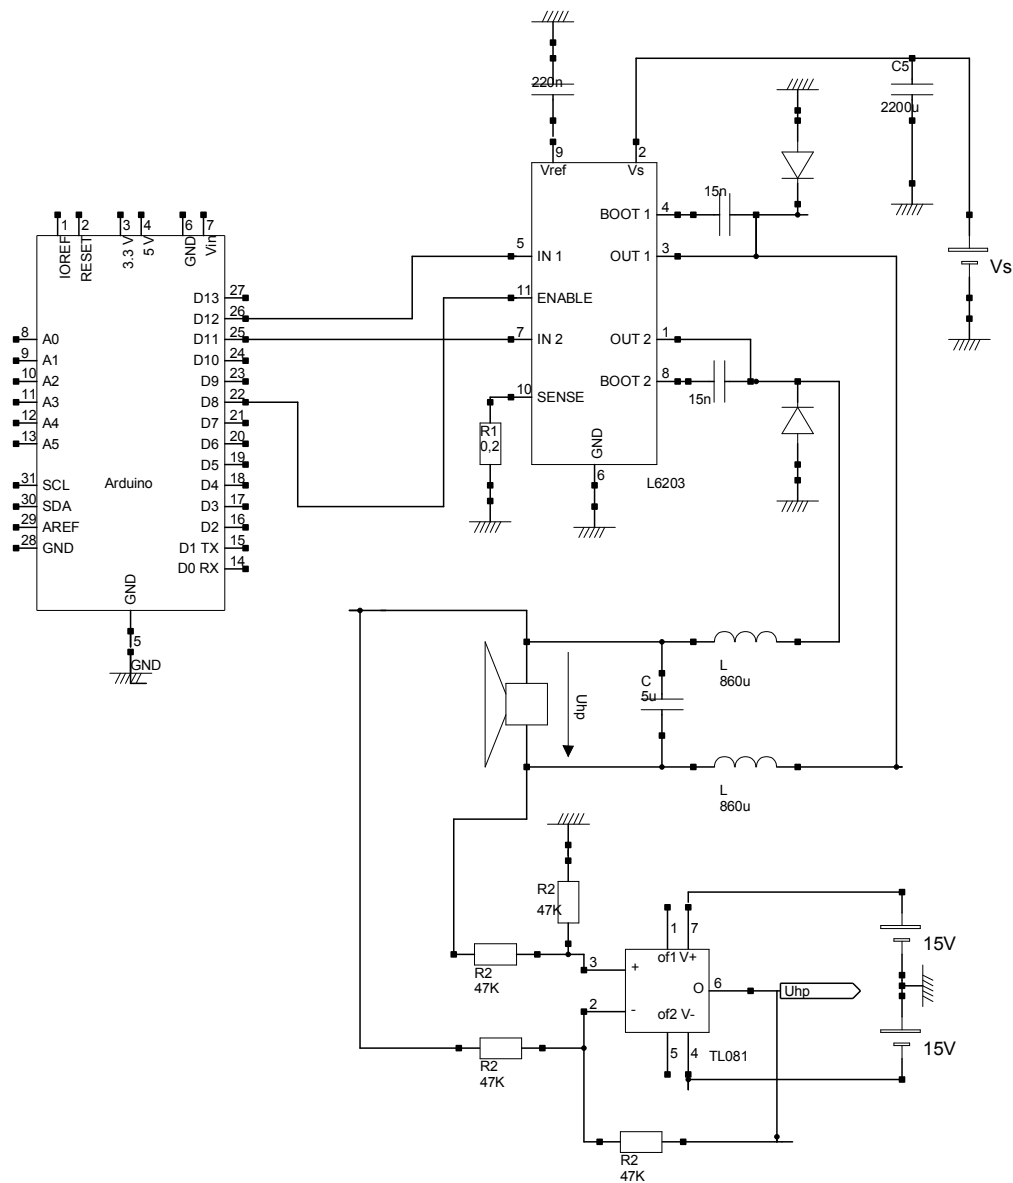 220n
C5
2200u
9
Vref
2
Vs
15n
4
BOOT 1
3
OUT 1
5
IN 1
11
ENABLE
7
IN 2
1
OUT 2
8
BOOT 2
15n
10
SENSE
R1
0,2
GND
6
L6203
Vs
1
IOREF
2
RESET
3
3.3 V
4
5 V
6
GND
7
Vin
D13 27
D12 26
D11 25
D10 24
D9 23
D8 22
D7 21
D6 20
D5 19
D4 18
D3 17
D2 16
D1 TX 15
D0 RX 14
8 A0
9 A1
10 A2
11 A3
12 A4
13 A5
31 SCL
30 SDA
29 AREF
28 GND
Arduino
GND
5
GND
L
860u
C
5u
Uhp
L
860u
R2
47K
R2
47K
3
+
2
-
1
7
of1 V+
O
6
of2 V-
5
4
TL081
Uhp
15V
15V
R2
47K
R2
47K